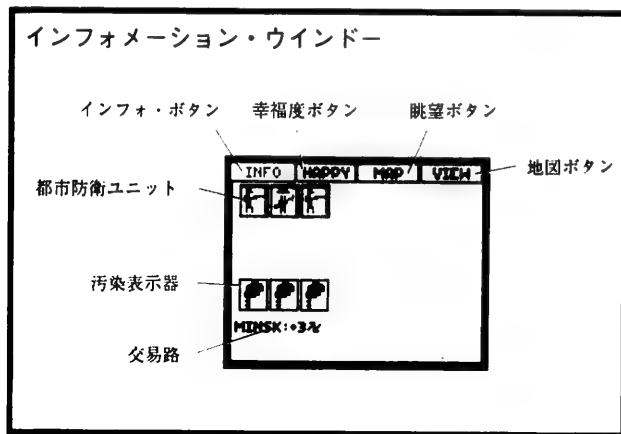 インフォメーション・ウインドー
インフォ・ボタン 幸福度ボタン 眺望ボタン
地図ボタン
INFO HAPPY MAP VIEW
都市防衛ユニット
汚染表示器
MINSK:+3
交易路